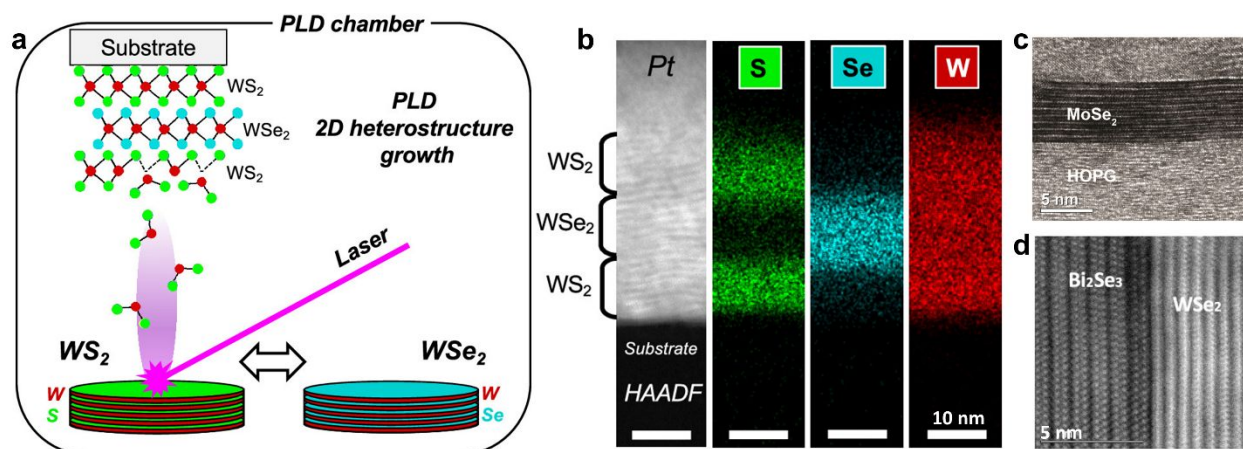 a
PLD chamber
Substrate
WS₂
WSe₂
WS₂
PLD
2D heterostructure
growth
Laser
WS₂
WSe₂
W
S
W
Se
b
Pt
S
Se
W
WS₂
WSe₂
WS₂
Substrate
HAADF
10 nm
c
MoSe₂
HOPG
5 nm
d
Bi₂Se₃
WSe₂
5 nm